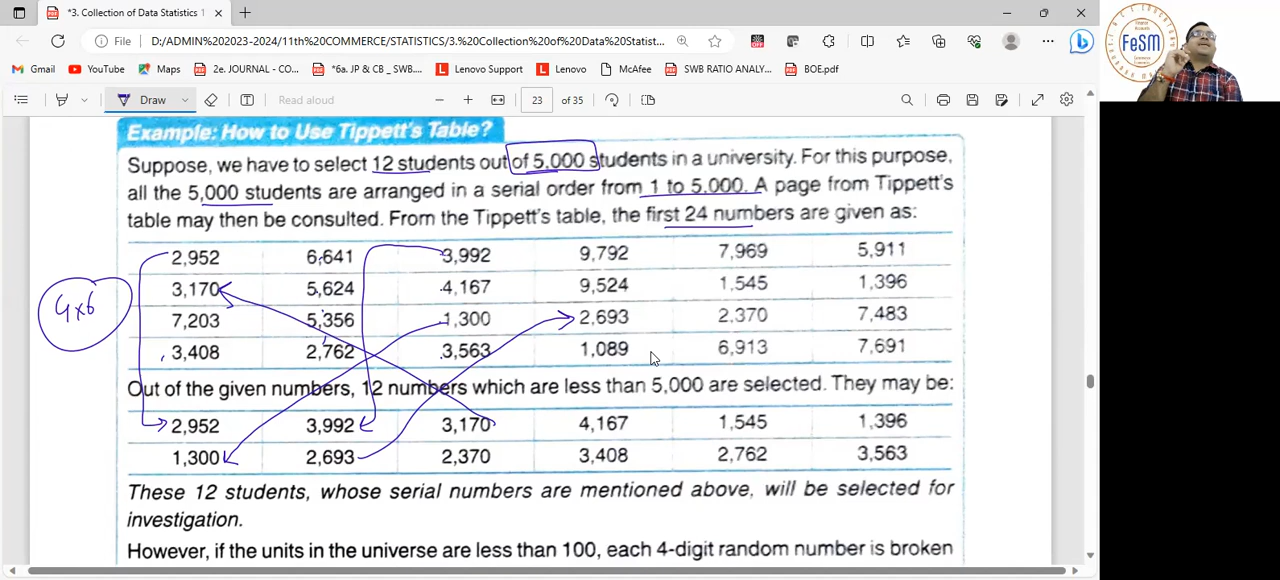 *3. Collection of Data Statistics 1
File D:/ADMIN%202023-2024/11th%20COMMERCE/STATISTICS/3.%20Collection%20of%20Data%20Statist...
Gmail YouTube Maps 2e. JOURNAL - CO... *6a. JP & CB _ SWB... Lenovo Support Lenovo McAfee SWB RATIO ANALY... BOE.pdf
Draw Read aloud 23 of 35
FeSM
Example: How to Use Tippett's Table?
Suppose, we have to select 12 students out of 5,000 students in a university. For this purpose,
all the 5,000 students are arranged in a serial order from 1 to 5,000. A page from Tippett's
table may then be consulted. From the Tippett's table, the first 24 numbers are given as:
2,952 6,641 3,992 9,792 7,969 5,911
3,170 5,624 4,167 9,524 1,545 1,396
4x6
7,203 5,356 1,300 2,693 2,370 7,483
3,408 2,762 3,563 1,089 6,913 7,691
Out of the given numbers, 12 numbers which are less than 5,000 are selected. They may be:
2,952 3,992 3,170 4,167 1,545 1,396
1,300 2,693 2,370 3,408 2,762 3,563
These 12 students, whose serial numbers are mentioned above, will be selected for
investigation.
However, if the units in the universe are less than 100, each 4-digit random number is broken